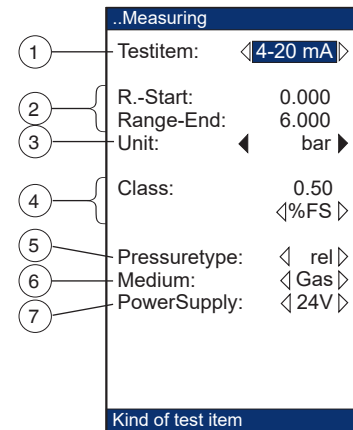 ..Measuring
1 Testitem: 4-20 mA
2 R.-Start: 0.000
Range-End: 6.000
3 Unit: bar
4 Class: 0.50
%FS
5 Pressuretype: rel
6 Medium: Gas
7 PowerSupply: 24V
Kind of test item